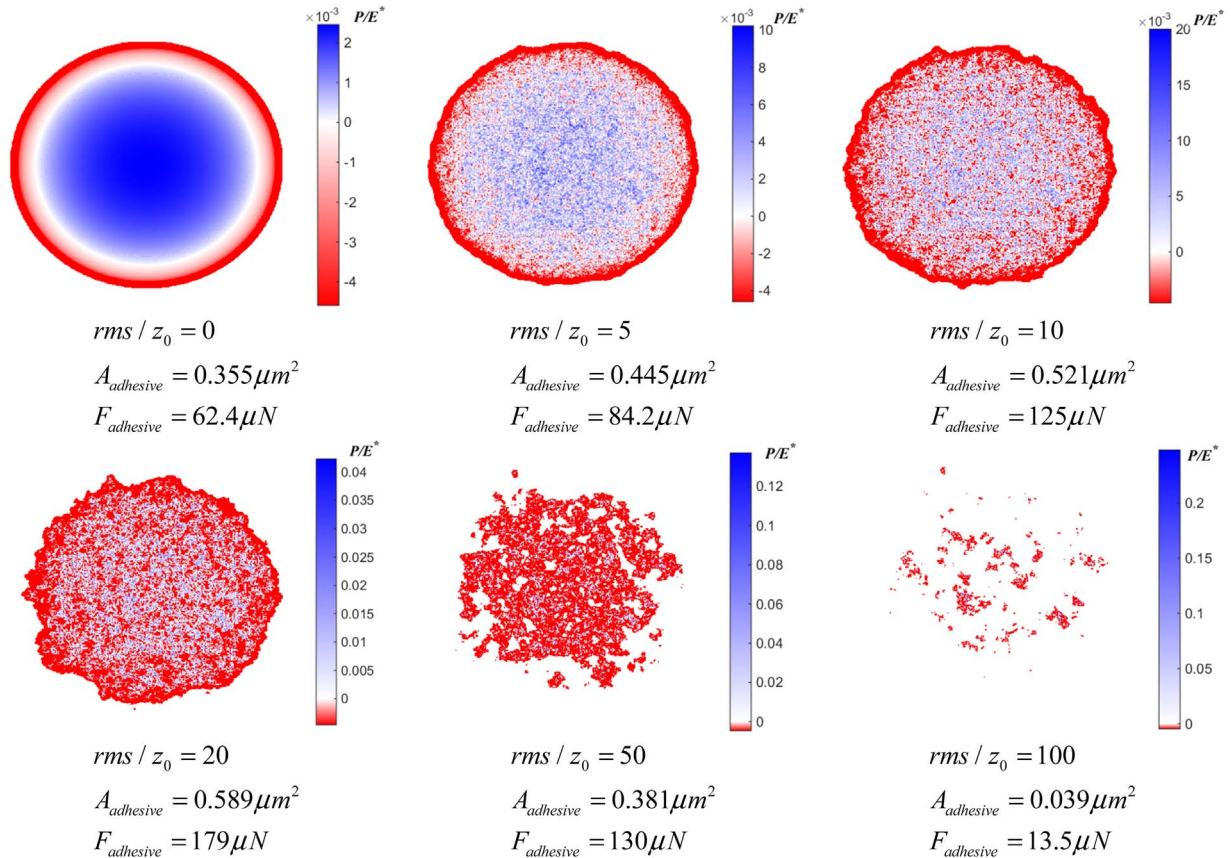 ×10⁻³ P/E*
2
1
0
-1
-2
-3
-4
rms / z₀ = 0
A_adhesive = 0.355μm²
F_adhesive = 62.4μN
×10⁻³ P/E*
10
8
6
4
2
0
-2
-4
rms / z₀ = 5
A_adhesive = 0.445μm²
F_adhesive = 84.2μN
×10⁻³ P/E*
20
15
10
5
0
rms / z₀ = 10
A_adhesive = 0.521μm²
F_adhesive = 125μN
P/E*
0.04
0.035
0.03
0.025
0.02
0.015
0.01
0.005
0
rms / z₀ = 20
A_adhesive = 0.589μm²
F_adhesive = 179μN
P/E*
0.12
0.1
0.08
0.06
0.04
0.02
0
rms / z₀ = 50
A_adhesive = 0.381μm²
F_adhesive = 130μN
P/E*
0.2
0.15
0.1
0.05
0
rms / z₀ = 100
A_adhesive = 0.039μm²
F_adhesive = 13.5μN